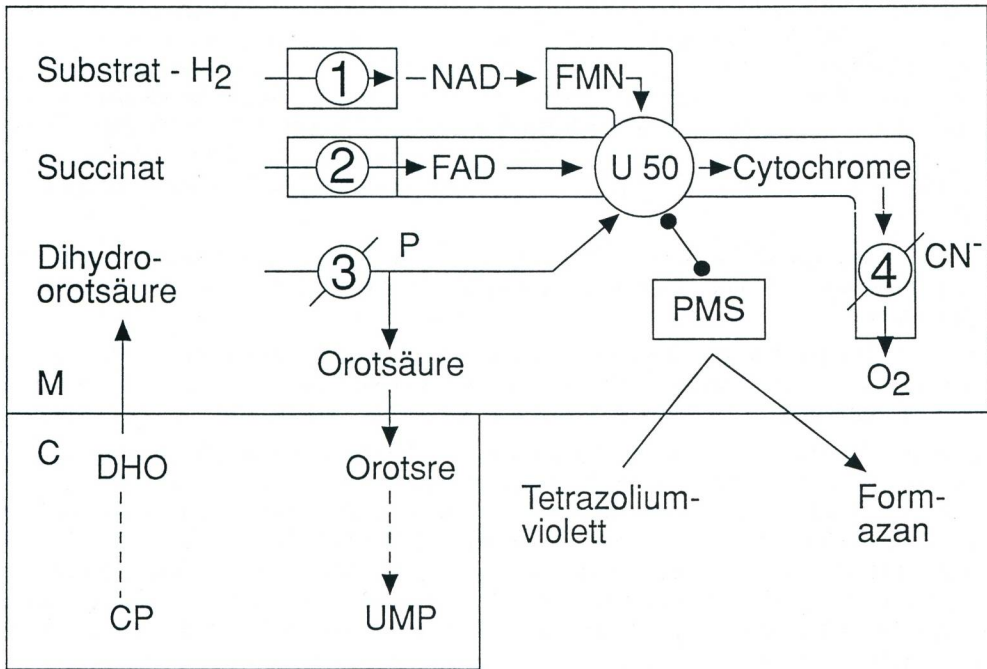 Substrat - H2
1
NAD
FMN
Succinat
2
FAD
U 50
Cytochrome
Dihydro-
orotsäure
3
P
4
CN-
PMS
Orotsäure
O2
M
C
DHO
Orotsre
Tetrazolium-
violett
Form-
azan
CP
UMP